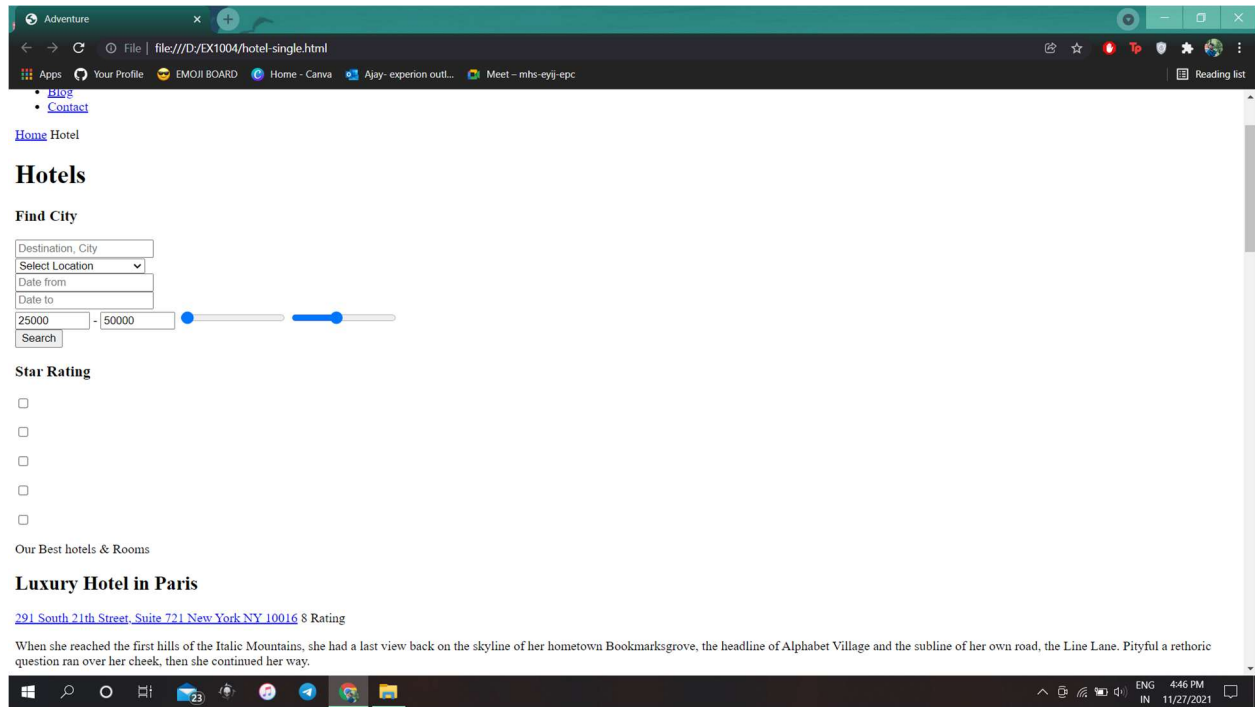 Adventure
File | file:///D:/EX1004/hotel-single.html
Tp
Apps Your Profile EMOJI BOARD Home - Canva Ajay- experion outl... Meet – mhs-eyij-epc Reading list
Blog
Contact
Home Hotel
Hotels
Find City
Destination, City
Select Location
Date from
Date to
25000 - 50000
Search
Star Rating
Our Best hotels & Rooms
Luxury Hotel in Paris
291 South 21th Street, Suite 721 New York NY 10016 8 Rating
When she reached the first hills of the Italic Mountains, she had a last view back on the skyline of her hometown Bookmarksgrove, the headline of Alphabet Village and the subline of her own road, the Line Lane. Pityful a rethoric
question ran over her cheek, then she continued her way.
23
ENG 4:46 PM
IN 11/27/2021